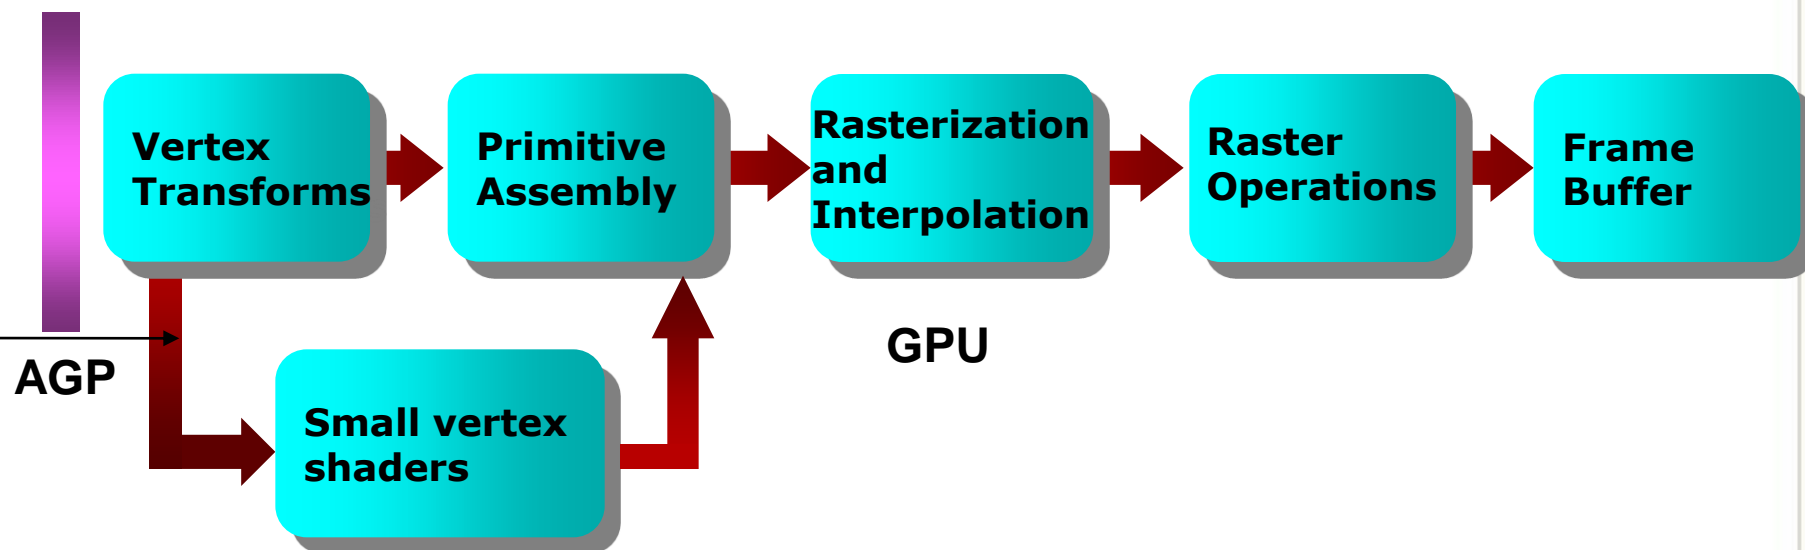 Vertex
Transforms
Primitive
Assembly
Rasterization
and
Interpolation
Raster
Operations
Frame
Buffer
AGP
GPU
Small vertex
shaders